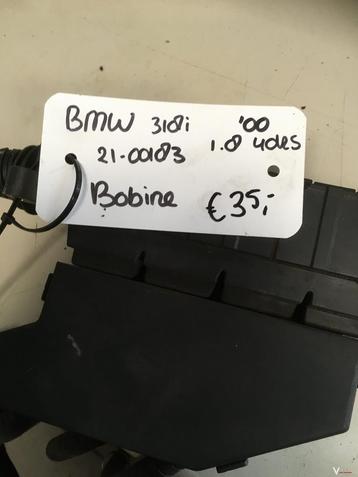 BMW 318i '00
21-00183 1.8 4DRS
Bobine €35,-
V